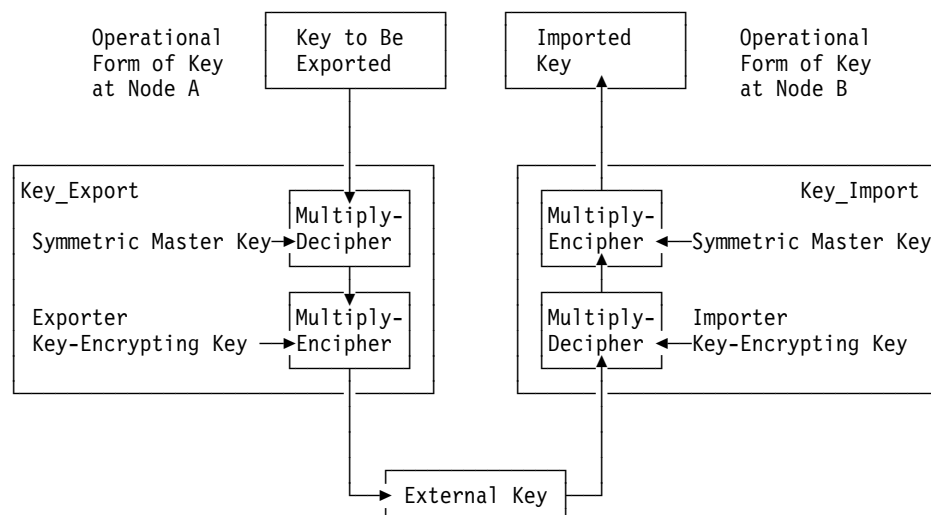 Operational
Form of Key
at Node A
Key to Be
Exported
Imported
Key
Operational
Form of Key
at Node B
Key_Export
Multiply-
Decipher
Symmetric Master Key
Exporter
Key-Encrypting Key
Multiply-
Encipher
Key_Import
Multiply-
Encipher
Symmetric Master Key
Multiply-
Decipher
Importer
Key-Encrypting Key
External Key